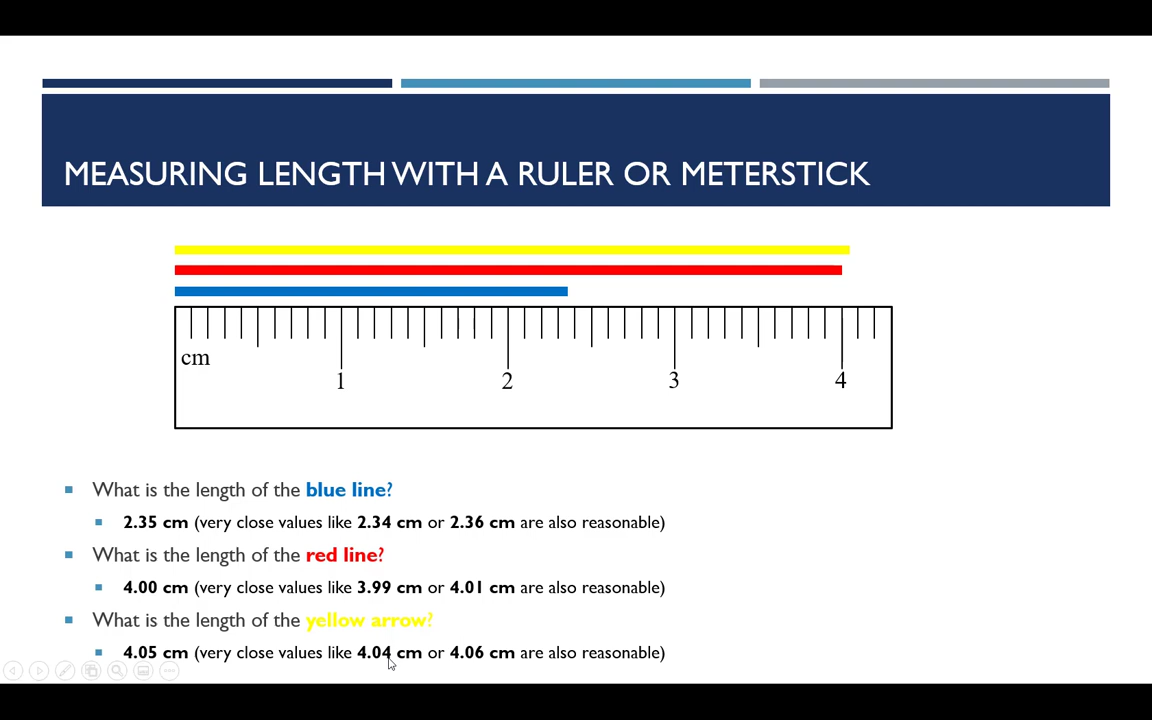 MEASURING LENGTH WITH A RULER OR METERSTICK
cm
1 2 3 4
What is the length of the blue line?
2.35 cm (very close values like 2.34 cm or 2.36 cm are also reasonable)
What is the length of the red line?
4.00 cm (very close values like 3.99 cm or 4.01 cm are also reasonable)
What is the length of the yellow arrow?
4.05 cm (very close values like 4.04 cm or 4.06 cm are also reasonable)